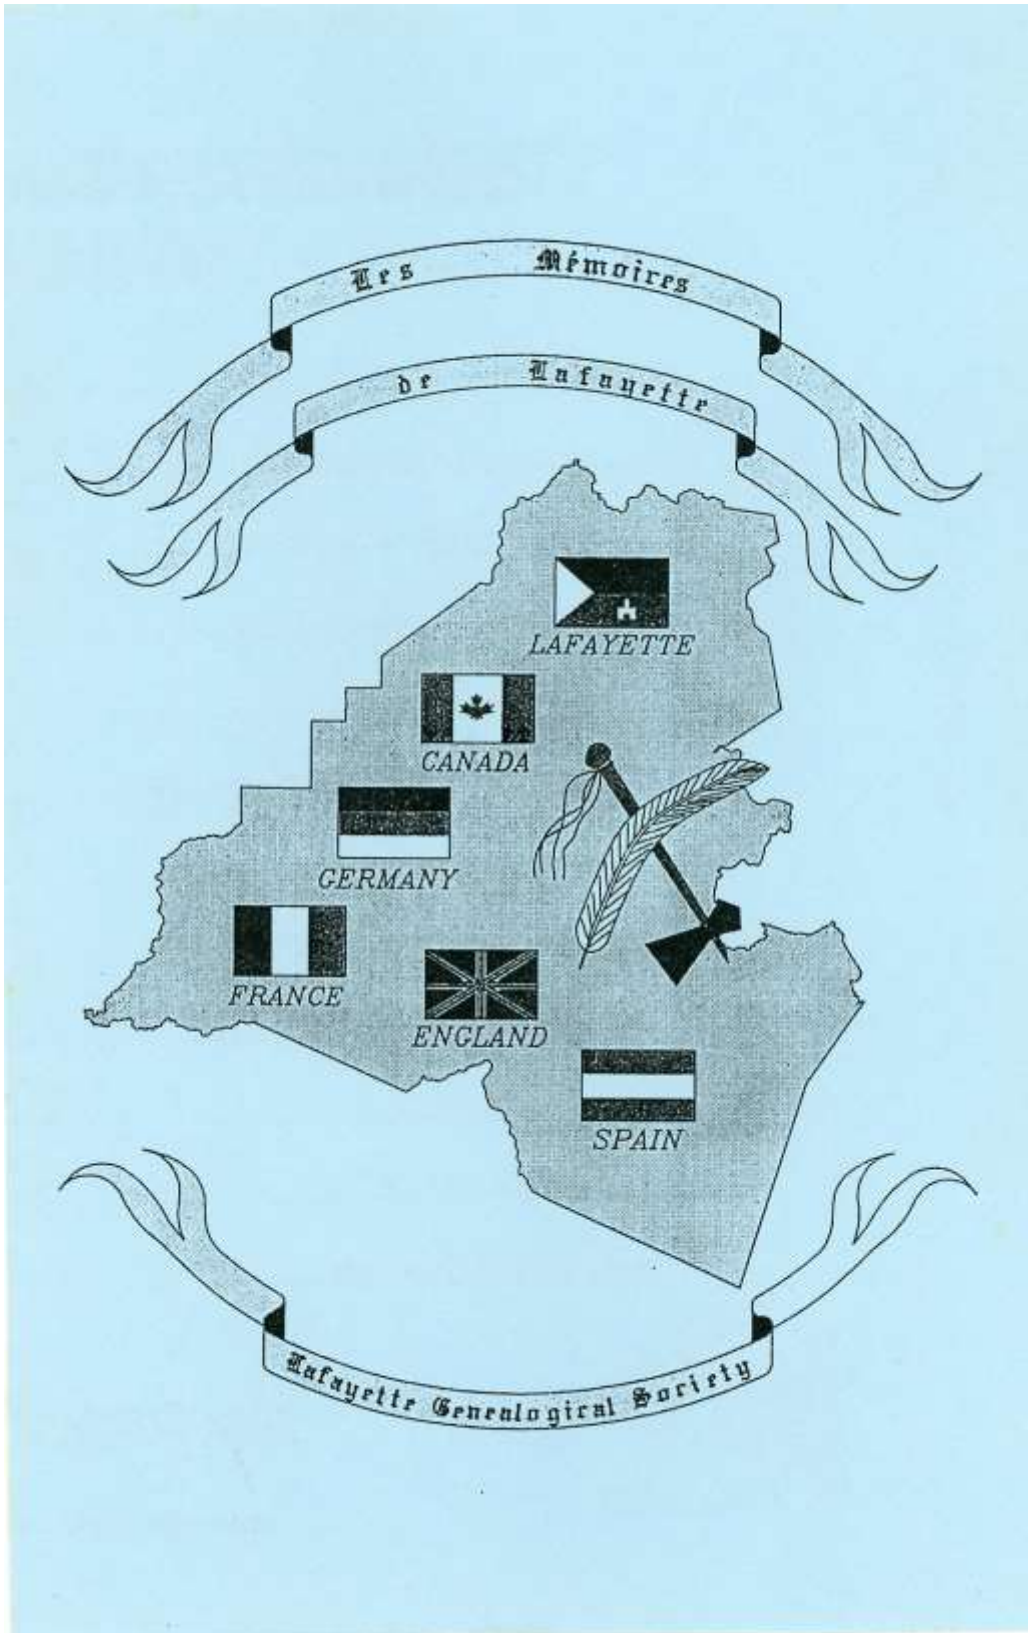 Les Mémoires
de Lafayette
LAFAYETTE
CANADA
GERMANY
FRANCE
ENGLAND
SPAIN
Lafayette Genealogical Society